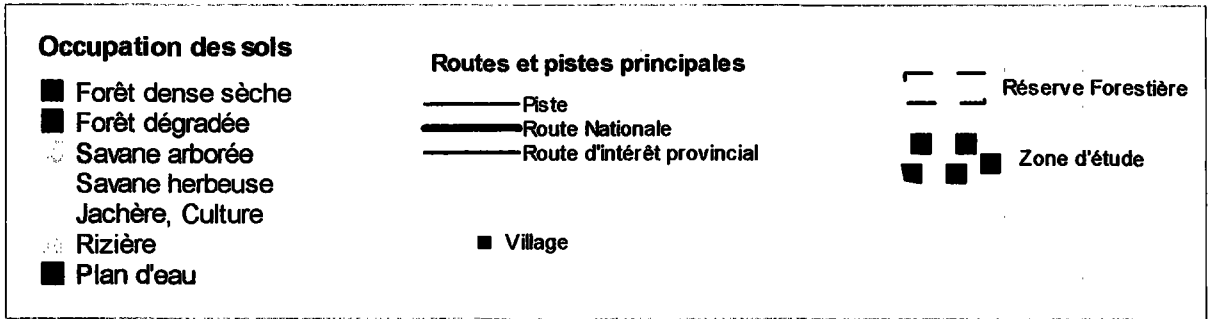 Occupation des sols
Forêt dense sèche
Forêt dégradée
Savane arborée
Savane herbeuse
Jachère, Culture
Rizière
Plan d'eau
Routes et pistes principales
Piste
Route Nationale
Route d'intérêt provincial
Village
Réserve Forestière
Zone d'étude